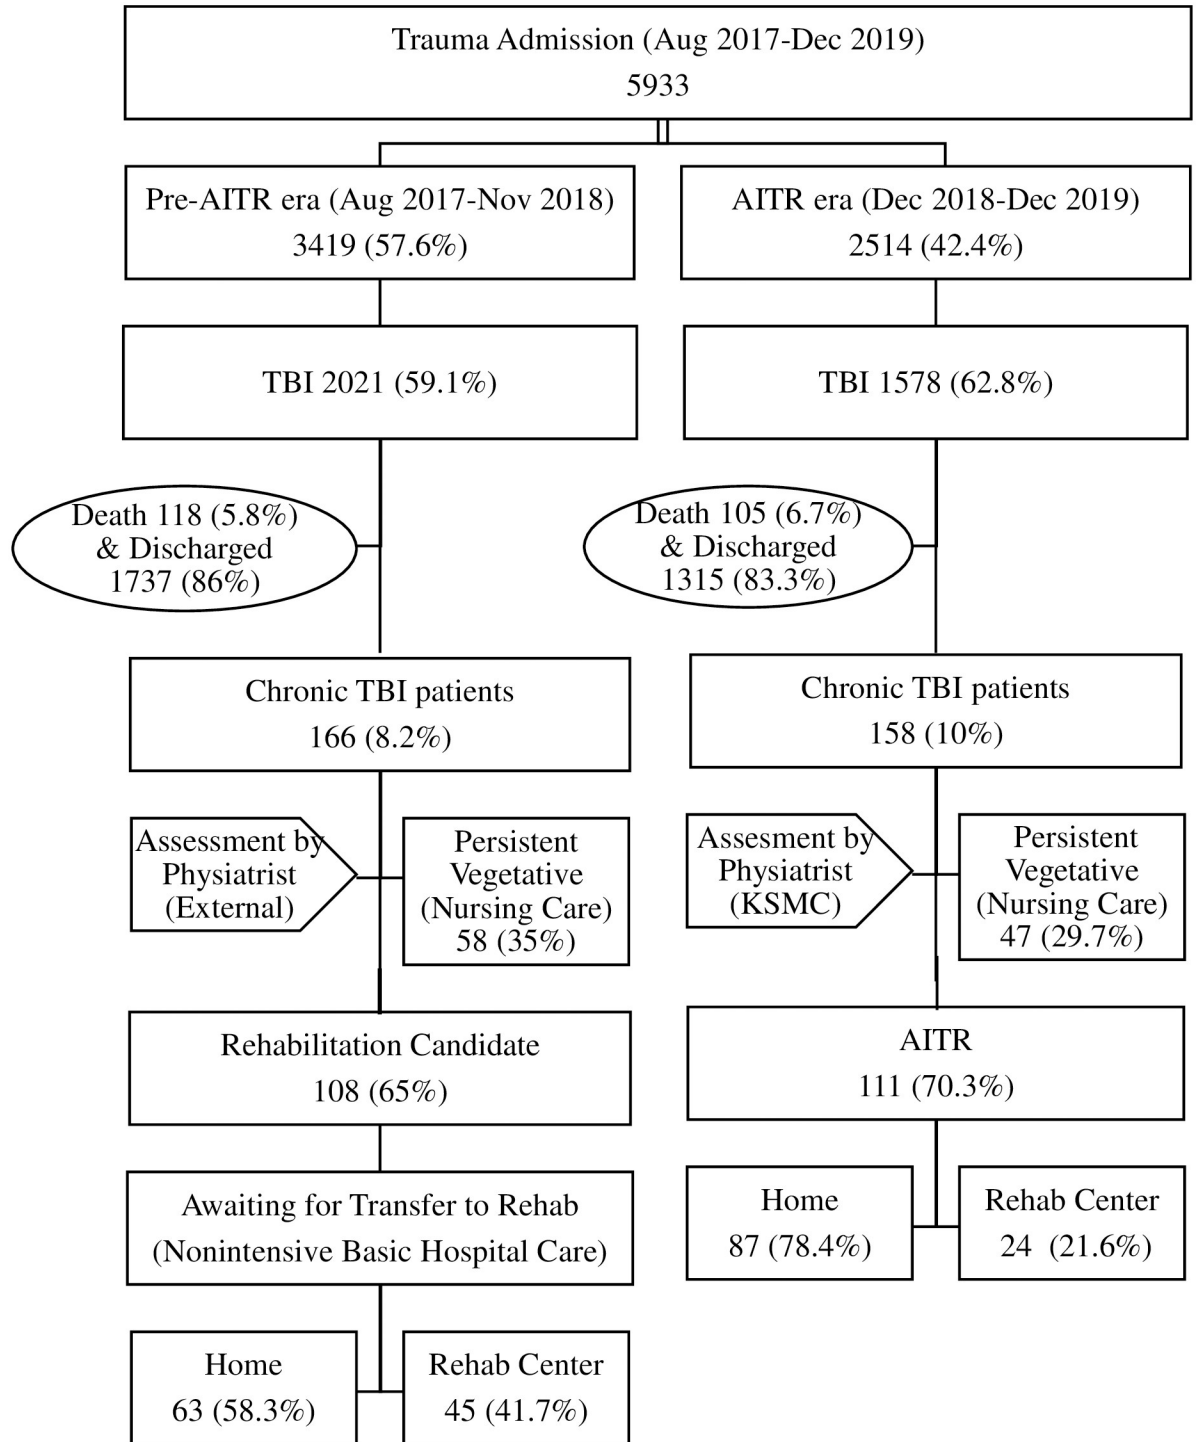 Trauma Admission (Aug 2017-Dec 2019)
5933
Pre-AITR era (Aug 2017-Nov 2018)
3419 (57.6%)
AITR era (Dec 2018-Dec 2019)
2514 (42.4%)
TBI 2021 (59.1%)
TBI 1578 (62.8%)
Death 118 (5.8%)
& Discharged
1737 (86%)
Death 105 (6.7%)
& Discharged
1315 (83.3%)
Chronic TBI patients
166 (8.2%)
Chronic TBI patients
158 (10%)
Assessment by
Physiatrist
(External)
Persistent
Vegetative
(Nursing Care)
58 (35%)
Assesment by
Physiatrist
(KSMC)
Persistent
Vegetative
(Nursing Care)
47 (29.7%)
Rehabilitation Candidate
108 (65%)
AITR
111 (70.3%)
Awaiting for Transfer to Rehab
(Nonintensive Basic Hospital Care)
Home
87 (78.4%)
Rehab Center
24 (21.6%)
Home
63 (58.3%)
Rehab Center
45 (41.7%)